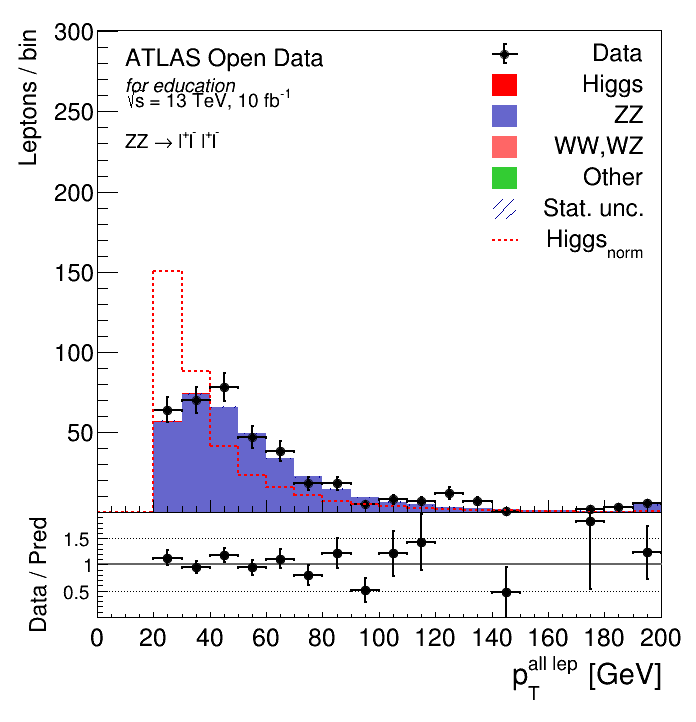 300
250
200
150
100
50
Leptons / bin
ATLAS Open Data
for education
√s = 13 TeV, 10 fb⁻¹
ZZ → l⁺l⁻ l⁺l⁻
Data
Higgs
ZZ
WW,WZ
Other
Stat. unc.
Higgs_norm
Data / Pred
1.5
1
0.5
0 20 40 60 80 100 120 140 160 180 200
p_T^all lep [GeV]